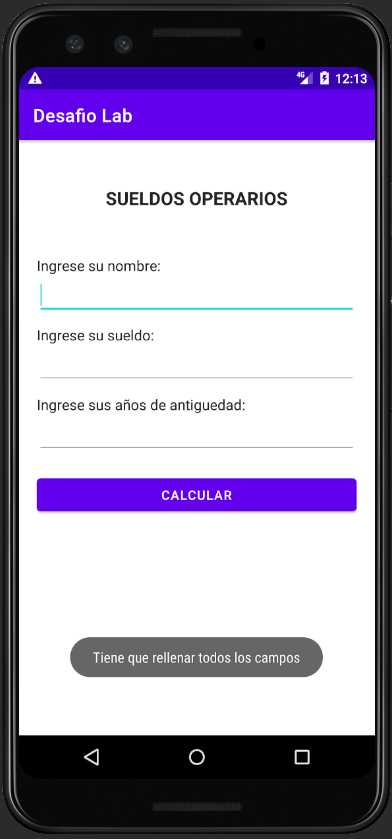 4G 12:13
Desafio Lab
SUELDOS OPERARIOS
Ingrese su nombre:
Ingrese su sueldo:
Ingrese sus años de antiguedad:
CALCULAR
Tiene que rellenar todos los campos